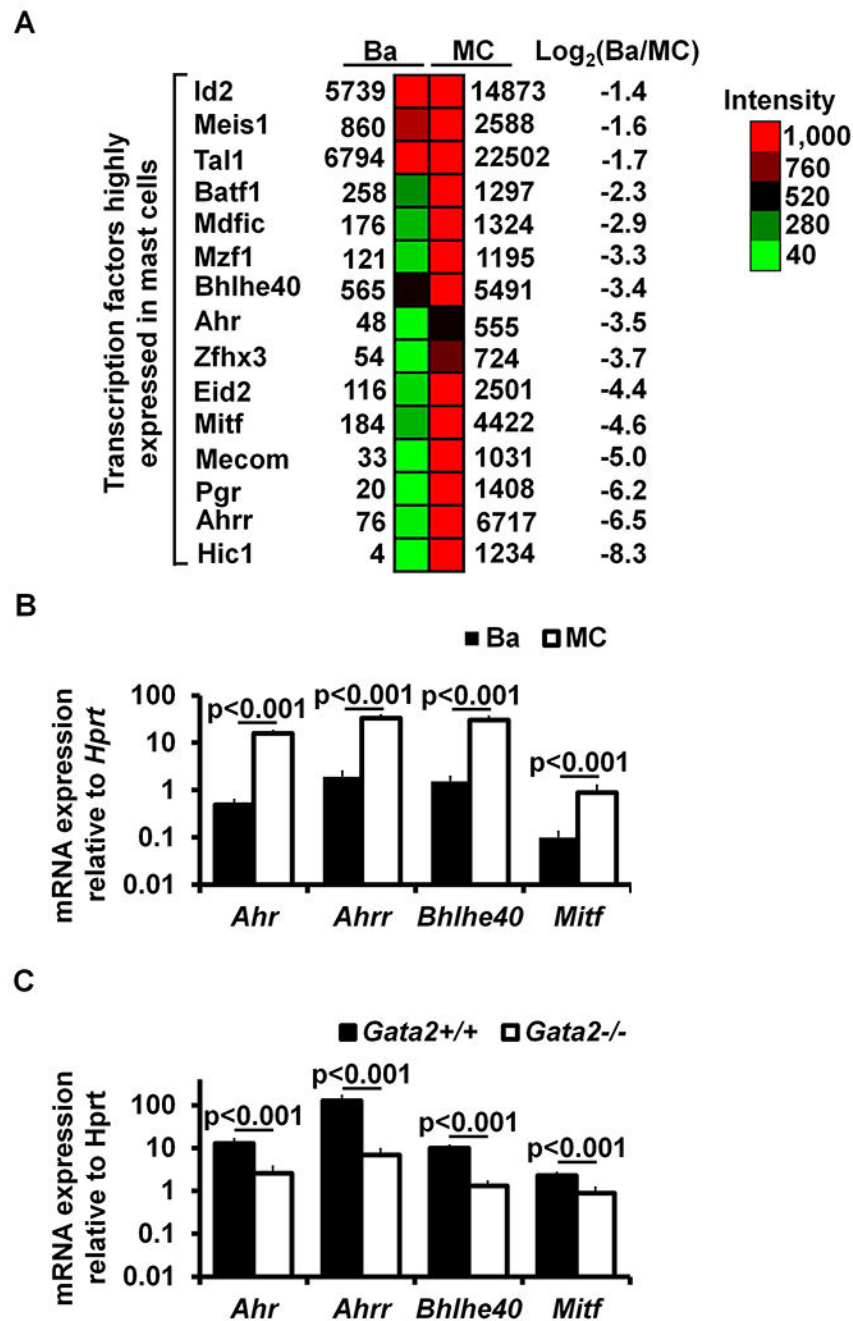 A
Ba MC Log2(Ba/MC)
Transcription factors highly
expressed in mast cells
Id2 5739 14873 -1.4
Meis1 860 2588 -1.6
Tal1 6794 22502 -1.7
Batf1 258 1297 -2.3
Mdfic 176 1324 -2.9
Mzf1 121 1195 -3.3
Bhlhe40 565 5491 -3.4
Ahr 48 555 -3.5
Zfhx3 54 724 -3.7
Eid2 116 2501 -4.4
Mitf 184 4422 -4.6
Mecom 33 1031 -5.0
Pgr 20 1408 -6.2
Ahrr 76 6717 -6.5
Hic1 4 1234 -8.3
Intensity
1,000
760
520
280
40
B
Ba MC
mRNA expression
relative to Hprt
100
10
1
0.1
0.01
p<0.001 p<0.001 p<0.001 p<0.001
Ahr Ahrr Bhlhe40 Mitf
C
Gata2+/+ Gata2-/-
mRNA expression
relative to Hprt
100
10
1
0.1
0.01
p<0.001 p<0.001 p<0.001 p<0.001
Ahr Ahrr Bhlhe40 Mitf